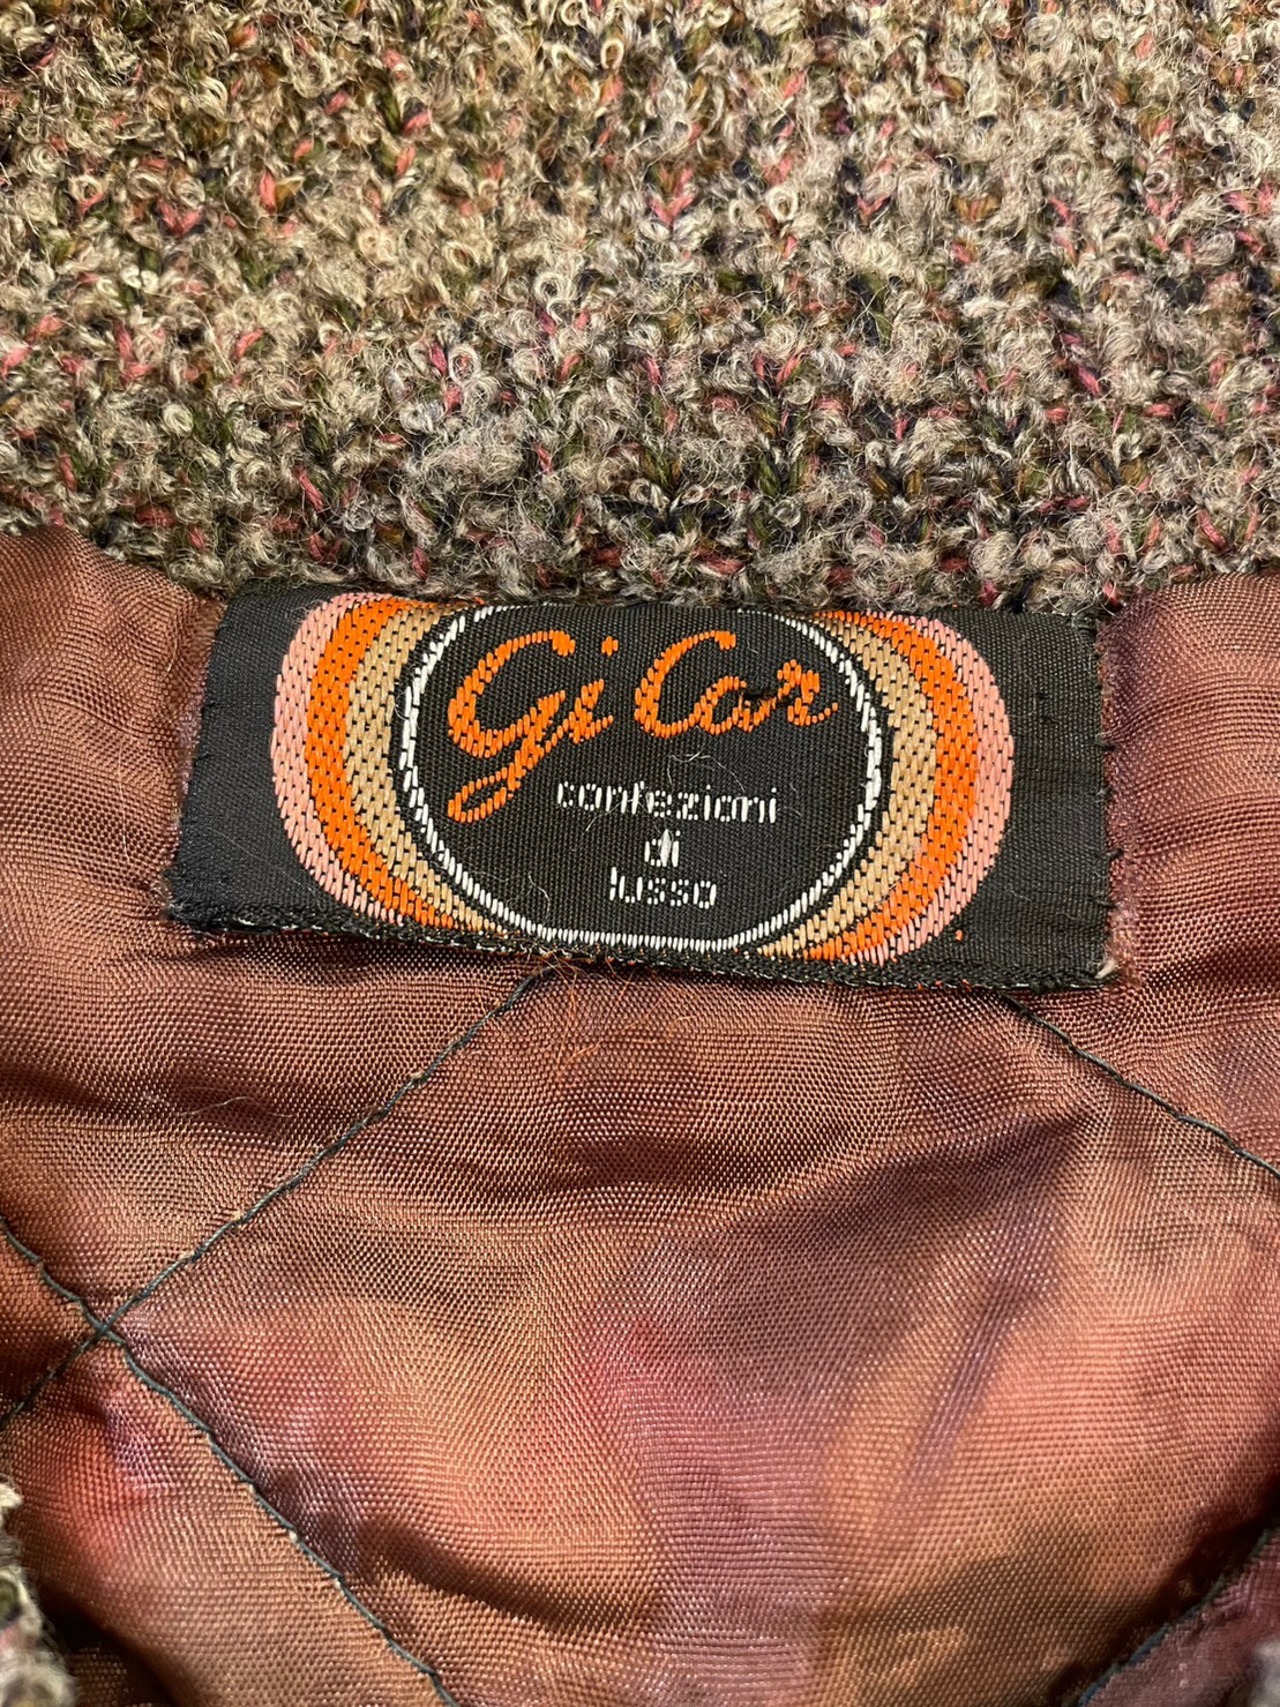 Gi Car
confezioni
di
lusso